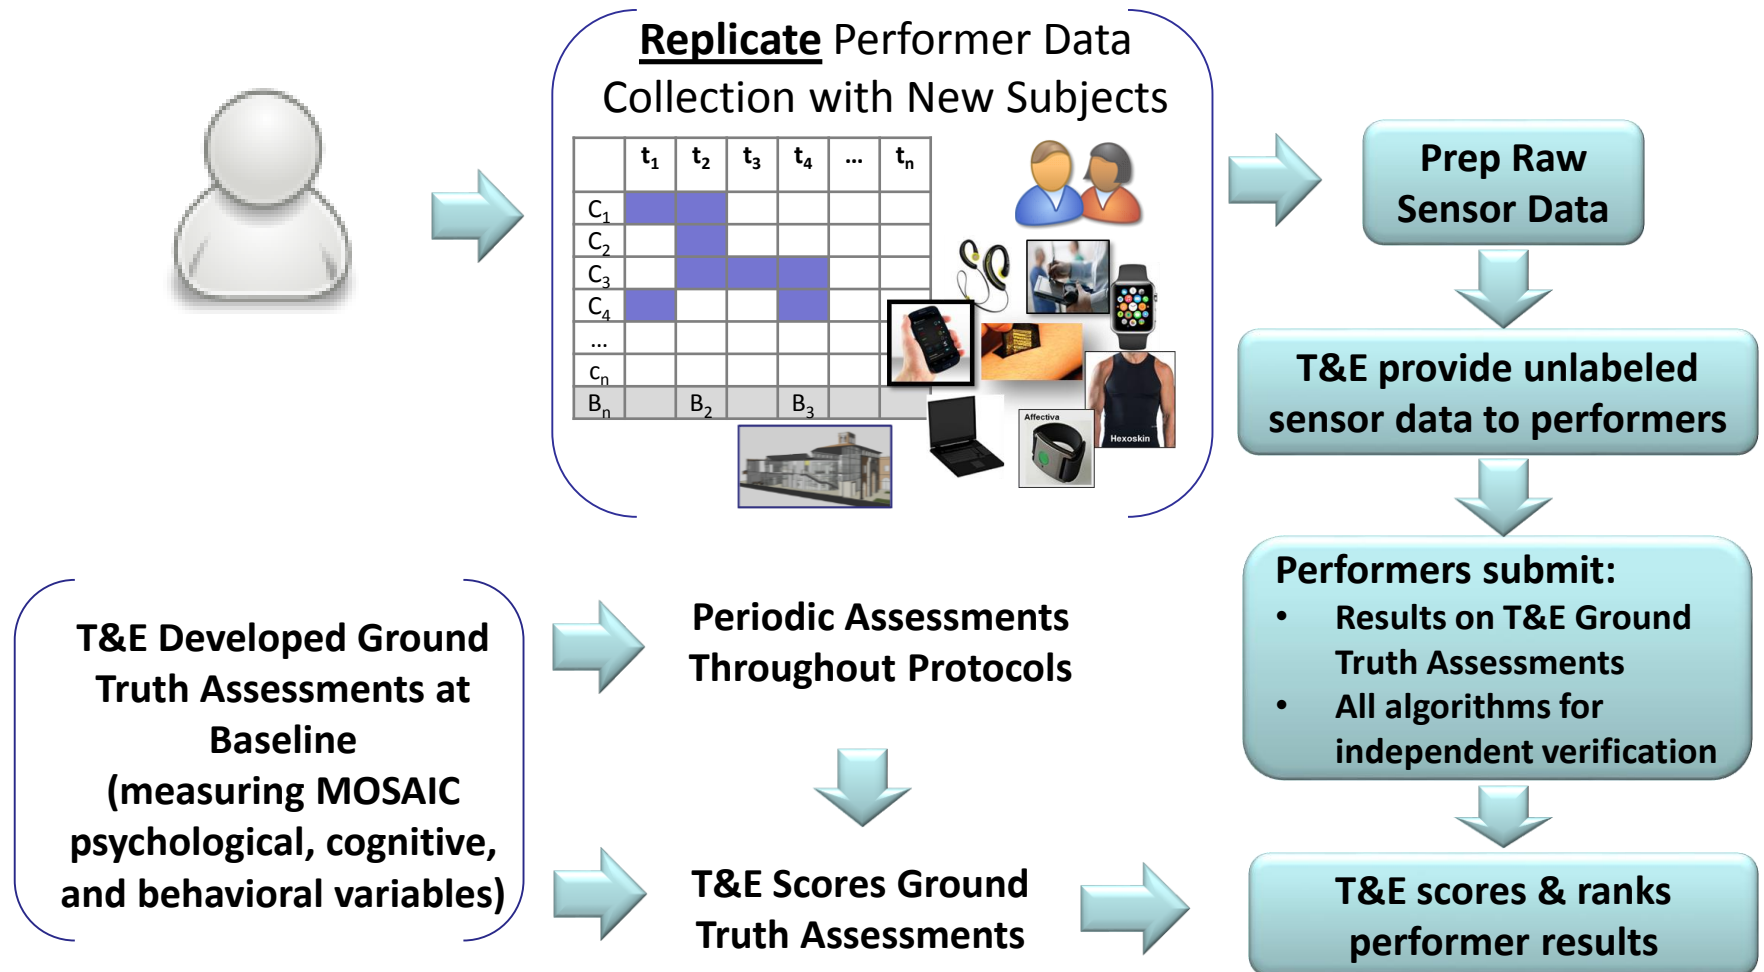 Replicate Performer Data
Collection with New Subjects
t1 t2 t3 t4 ... tn
C1
C2
C3
C4
...
cn
Bn B2 B3
Affectiva
Hexoskin
Prep Raw
Sensor Data
T&E provide unlabeled
sensor data to performers
Performers submit:
• Results on T&E Ground
Truth Assessments
• All algorithms for
independent verification
T&E Developed Ground
Truth Assessments at
Baseline
(measuring MOSAIC
psychological, cognitive,
and behavioral variables)
Periodic Assessments
Throughout Protocols
T&E Scores Ground
Truth Assessments
T&E scores & ranks
performer results